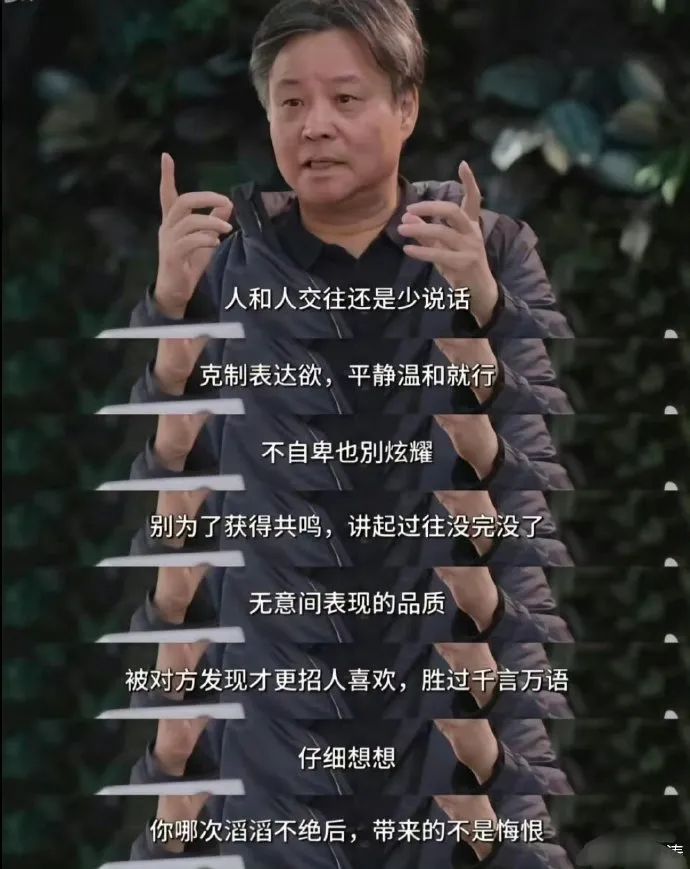 人和人交往还是少说话
克制表达欲，平静温和就行
不自卑也別炫耀
别为了获得共鸣，讲起过往没完没了
无意间表现的品质
被对方发现才更招人喜欢，胜过千言万语
仔细想想
你哪次滔滔不绝后，带来的不是悔恨